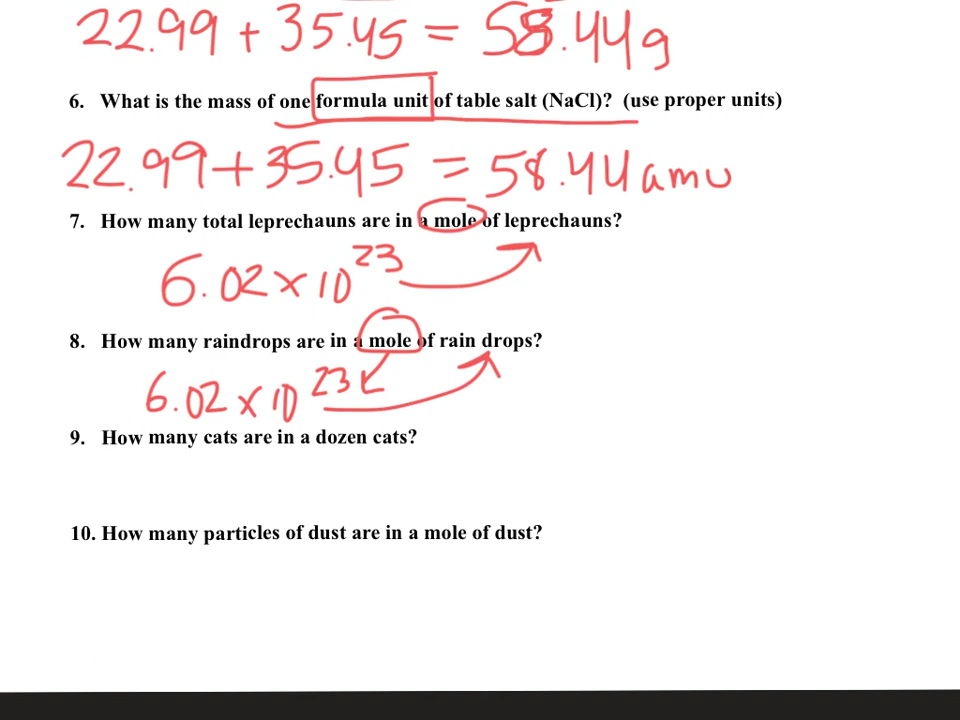 22.99 + 35.45 = 58.44g
6. What is the mass of one formula unit of table salt (NaCl)? (use proper units)
22.99 + 35.45 = 58.44 amu
7. How many total leprechauns are in a mole of leprechauns?
6.02 x 10^23
8. How many raindrops are in a mole of rain drops?
6.02 x 10^23
9. How many cats are in a dozen cats?
10. How many particles of dust are in a mole of dust?